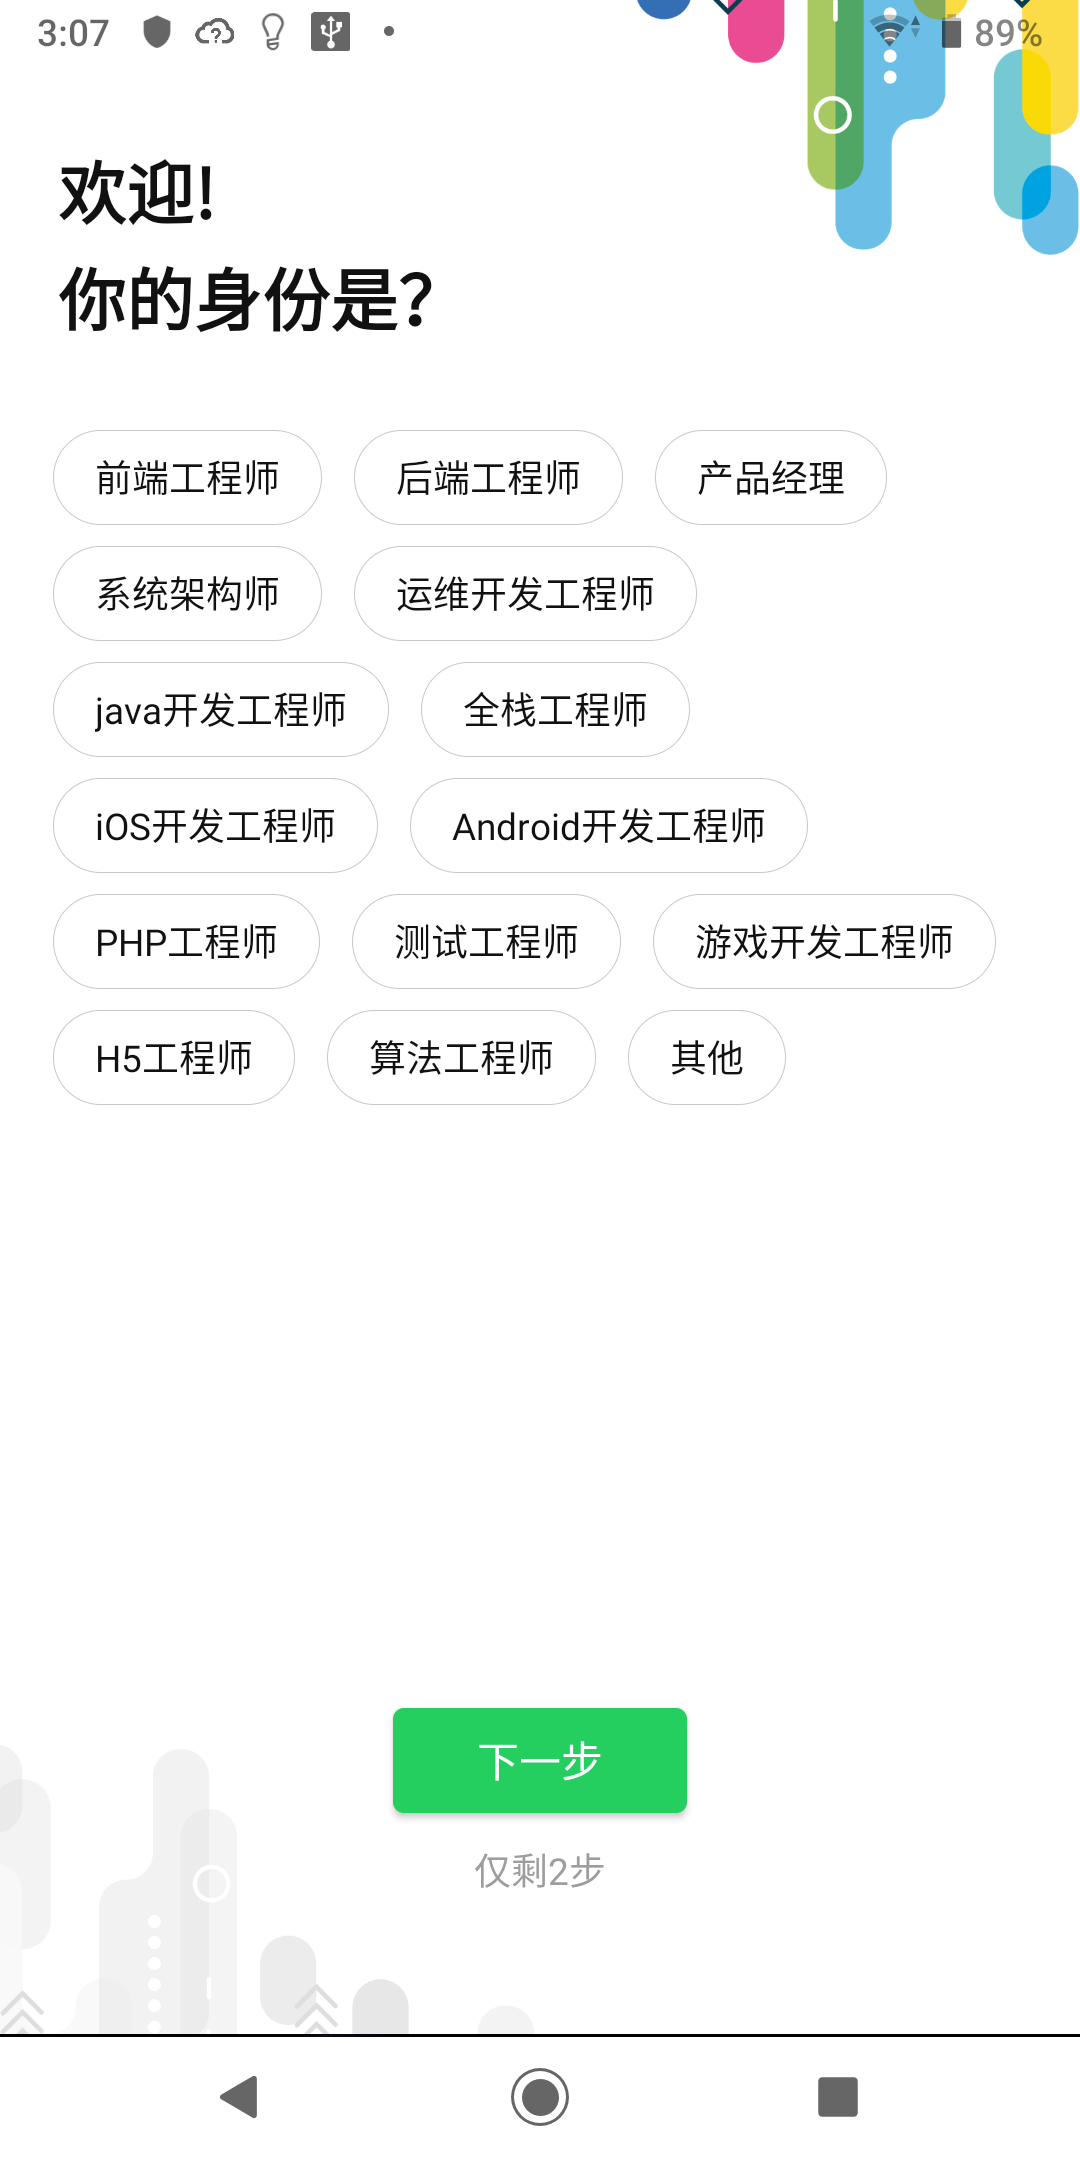 3:07
89%
欢迎!
你的身份是?
前端工程师 后端工程师 产品经理
系统架构师 运维开发工程师
java开发工程师 全栈工程师
iOS开发工程师 Android开发工程师
PHP工程师 测试工程师 游戏开发工程师
H5工程师 算法工程师 其他
下一步
仅剩2步